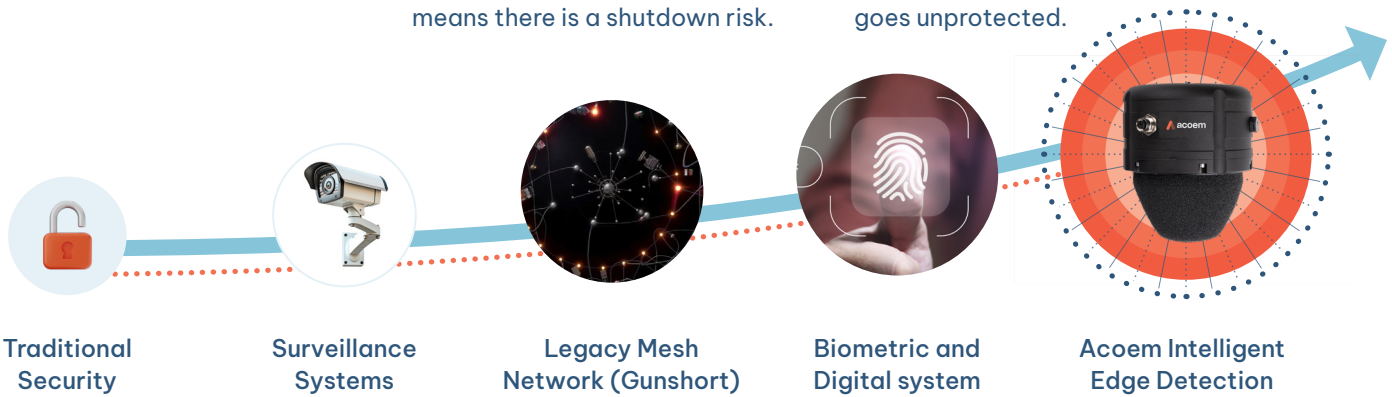 means there is a shutdown risk.
goes unprotected.
acoem
Traditional
Security
Surveillance
Systems
Legacy Mesh
Network (Gunshort)
Biometric and
Digital system
Acoem Intelligent
Edge Detection